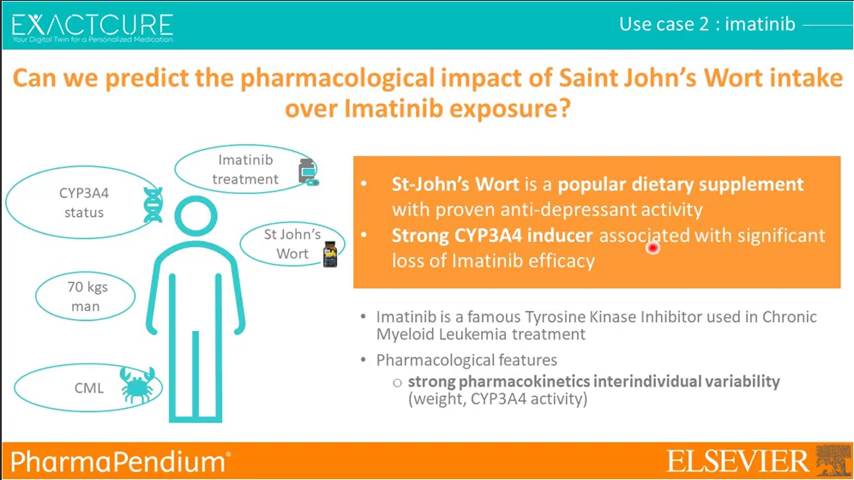 EXACTCURE
Your Digital Twin for a Personalized Medication
Use case 2 : imatinib
Can we predict the pharmacological impact of Saint John's Wort intake
over Imatinib exposure?
Imatinib
treatment
CYP3A4
status
St John's
Wort
70 kgs
man
CML
• St-John's Wort is a popular dietary supplement
with proven anti-depressant activity
• Strong CYP3A4 inducer associated with significant
loss of Imatinib efficacy
• Imatinib is a famous Tyrosine Kinase Inhibitor used in Chronic
Myeloid Leukemia treatment
• Pharmacological features
o strong pharmacokinetics interindividual variability
(weight, CYP3A4 activity)
PharmaPendium®
ELSEVIER